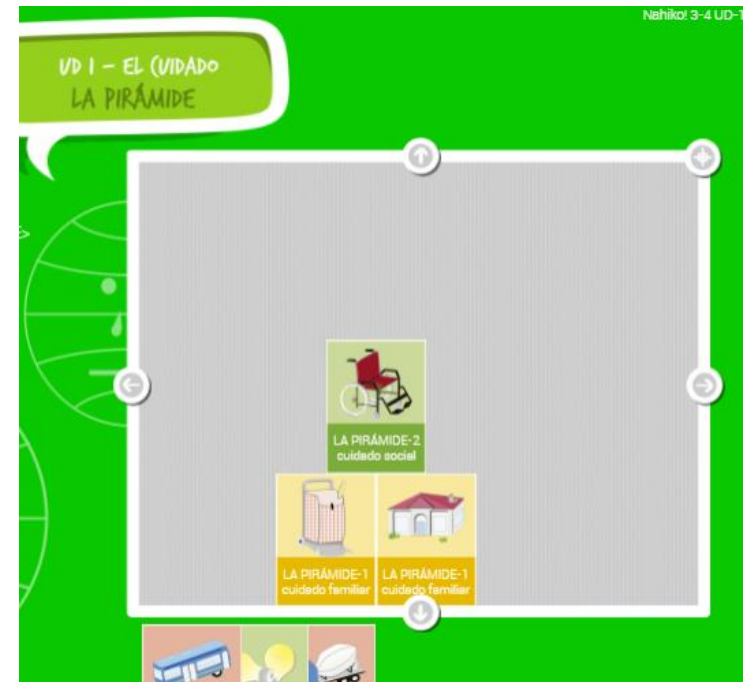 Nahiko! 3-4 UD-1
UD 1 – EL CUIDADO
LA PIRÁMIDE
LA PIRÁMIDE-2
cuidado social
LA PIRÁMIDE-1
cuidado familiar
LA PIRÁMIDE-1
cuidado familiar